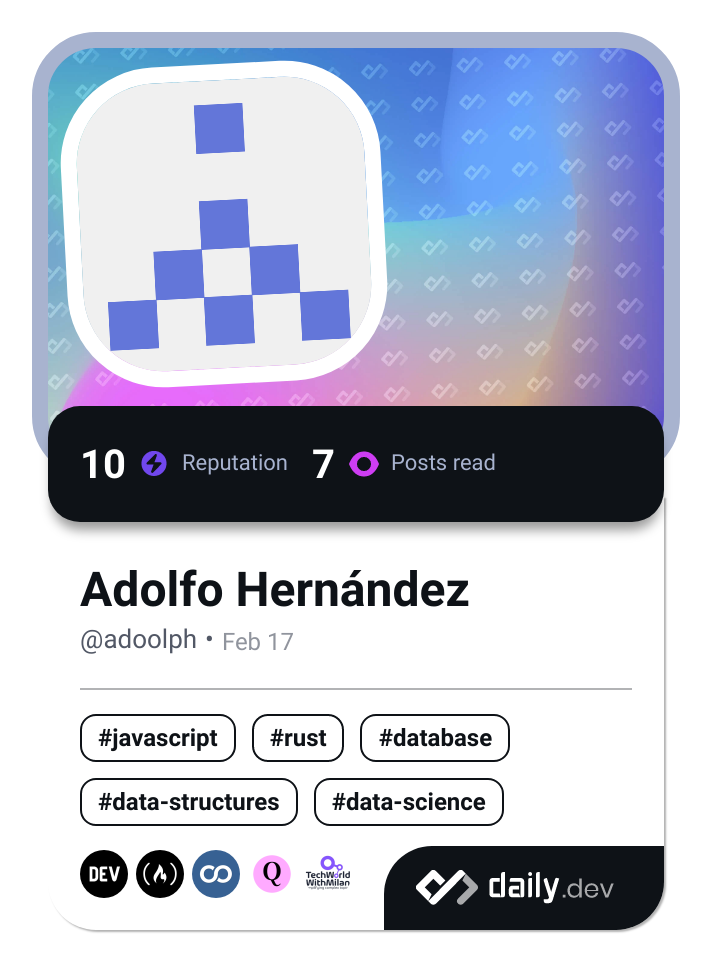 10 Reputation 7 Posts read
Adolfo Hernández
@adoolph • Feb 17
#javascript #rust #database
#data-structures #data-science
DEV Q TechWorld
WithMilan
daily.dev